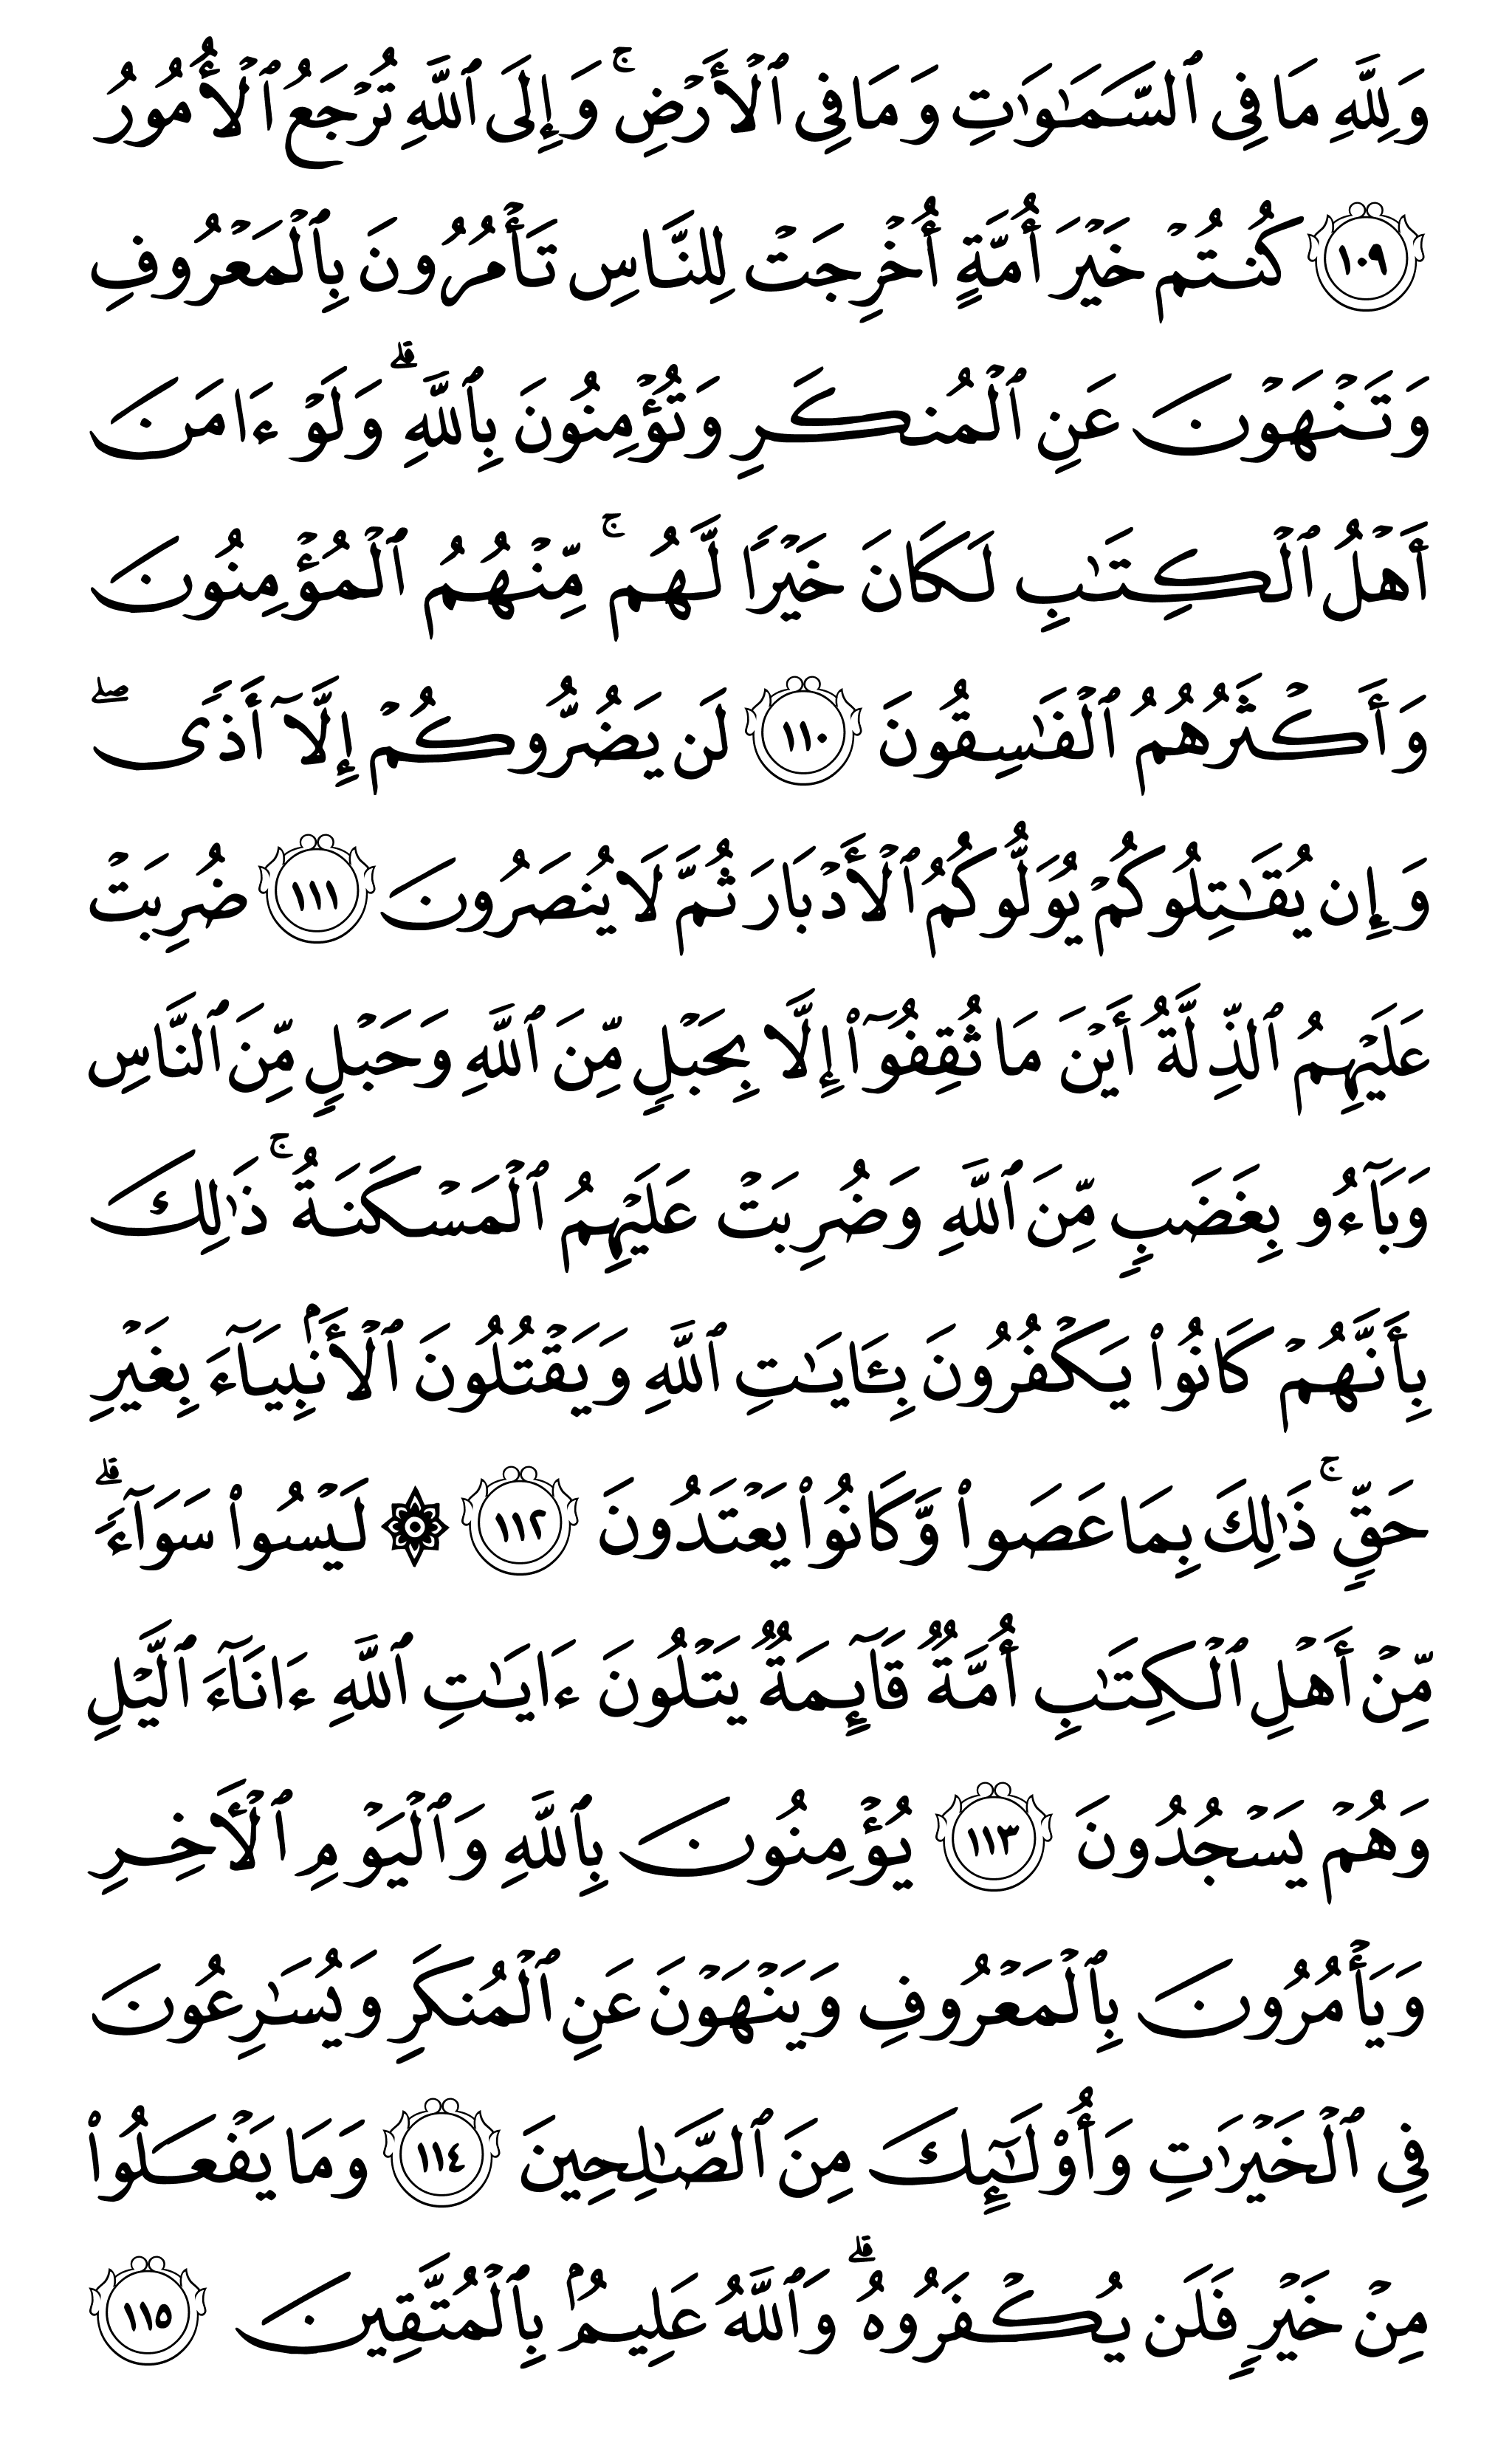 وَلِلَّهِ مَا فِى ٱلسَّمَـٰوَٰتِ وَمَا فِى ٱلْأَرْضِ ۚ وَإِلَى ٱللَّهِ تُرْجَعُ ٱلْأُمُورُ
١٠٩ كُنتُمْ خَيْرَ أُمَّةٍ أُخْرِجَتْ لِلنَّاسِ تَأْمُرُونَ بِٱلْمَعْرُوفِ
وَتَنْهَوْنَ عَنِ ٱلْمُنكَرِ وَتُؤْمِنُونَ بِٱللَّهِ ۗ وَلَوْ ءَامَنَ
أَهْلُ ٱلْكِتَـٰبِ لَكَانَ خَيْرًا لَّهُم ۚ مِّنْهُمُ ٱلْمُؤْمِنُونَ
وَأَكْثَرُهُمُ ٱلْفَـٰسِقُونَ ١١٠ لَن يَضُرُّوكُمْ إِلَّآ أَذًى ۖ
وَإِن يُقَـٰتِلُوكُمْ يُوَلُّوكُمُ ٱلْأَدْبَارَ ثُمَّ لَا يُنصَرُونَ ١١١ ضُرِبَتْ
عَلَيْهِمُ ٱلذِّلَّةُ أَيْنَ مَا ثُقِفُوٓا۟ إِلَّا بِحَبْلٍ مِّنَ ٱللَّهِ وَحَبْلٍ مِّنَ ٱلنَّاسِ
وَبَآءُو بِغَضَبٍ مِّنَ ٱللَّهِ وَضُرِبَتْ عَلَيْهِمُ ٱلْمَسْكَنَةُ ۚ ذَٰلِكَ
بِأَنَّهُمْ كَانُوا۟ يَكْفُرُونَ بِـَٔايَـٰتِ ٱللَّهِ وَيَقْتُلُونَ ٱلْأَنۢبِيَآءَ بِغَيْرِ
حَقٍّ ۚ ذَٰلِكَ بِمَا عَصَوا۟ وَّكَانُوا۟ يَعْتَدُونَ ١١٢ لَيْسُوا۟ سَوَآءً ۗ
مِّنْ أَهْلِ ٱلْكِتَـٰبِ أُمَّةٌ قَآئِمَةٌ يَتْلُونَ ءَايَـٰتِ ٱللَّهِ ءَانَآءَ ٱلَّيْلِ
وَهُمْ يَسْجُدُونَ ١١٣ يُؤْمِنُونَ بِٱللَّهِ وَٱلْيَوْمِ ٱلْـَٔاخِرِ
وَيَأْمُرُونَ بِٱلْمَعْرُوفِ وَيَنْهَوْنَ عَنِ ٱلْمُنكَرِ وَيُسَـٰرِعُونَ
فِى ٱلْخَيْرَٰتِ وَأُو۟لَـٰٓئِكَ مِنَ ٱلصَّـٰلِحِينَ ١١٤ وَمَا يَفْعَلُوا۟
مِنْ خَيْرٍ فَلَن يُكْفَرُوهُ ۗ وَٱللَّهُ عَلِيمٌۢ بِٱلْمُتَّقِينَ ١١٥